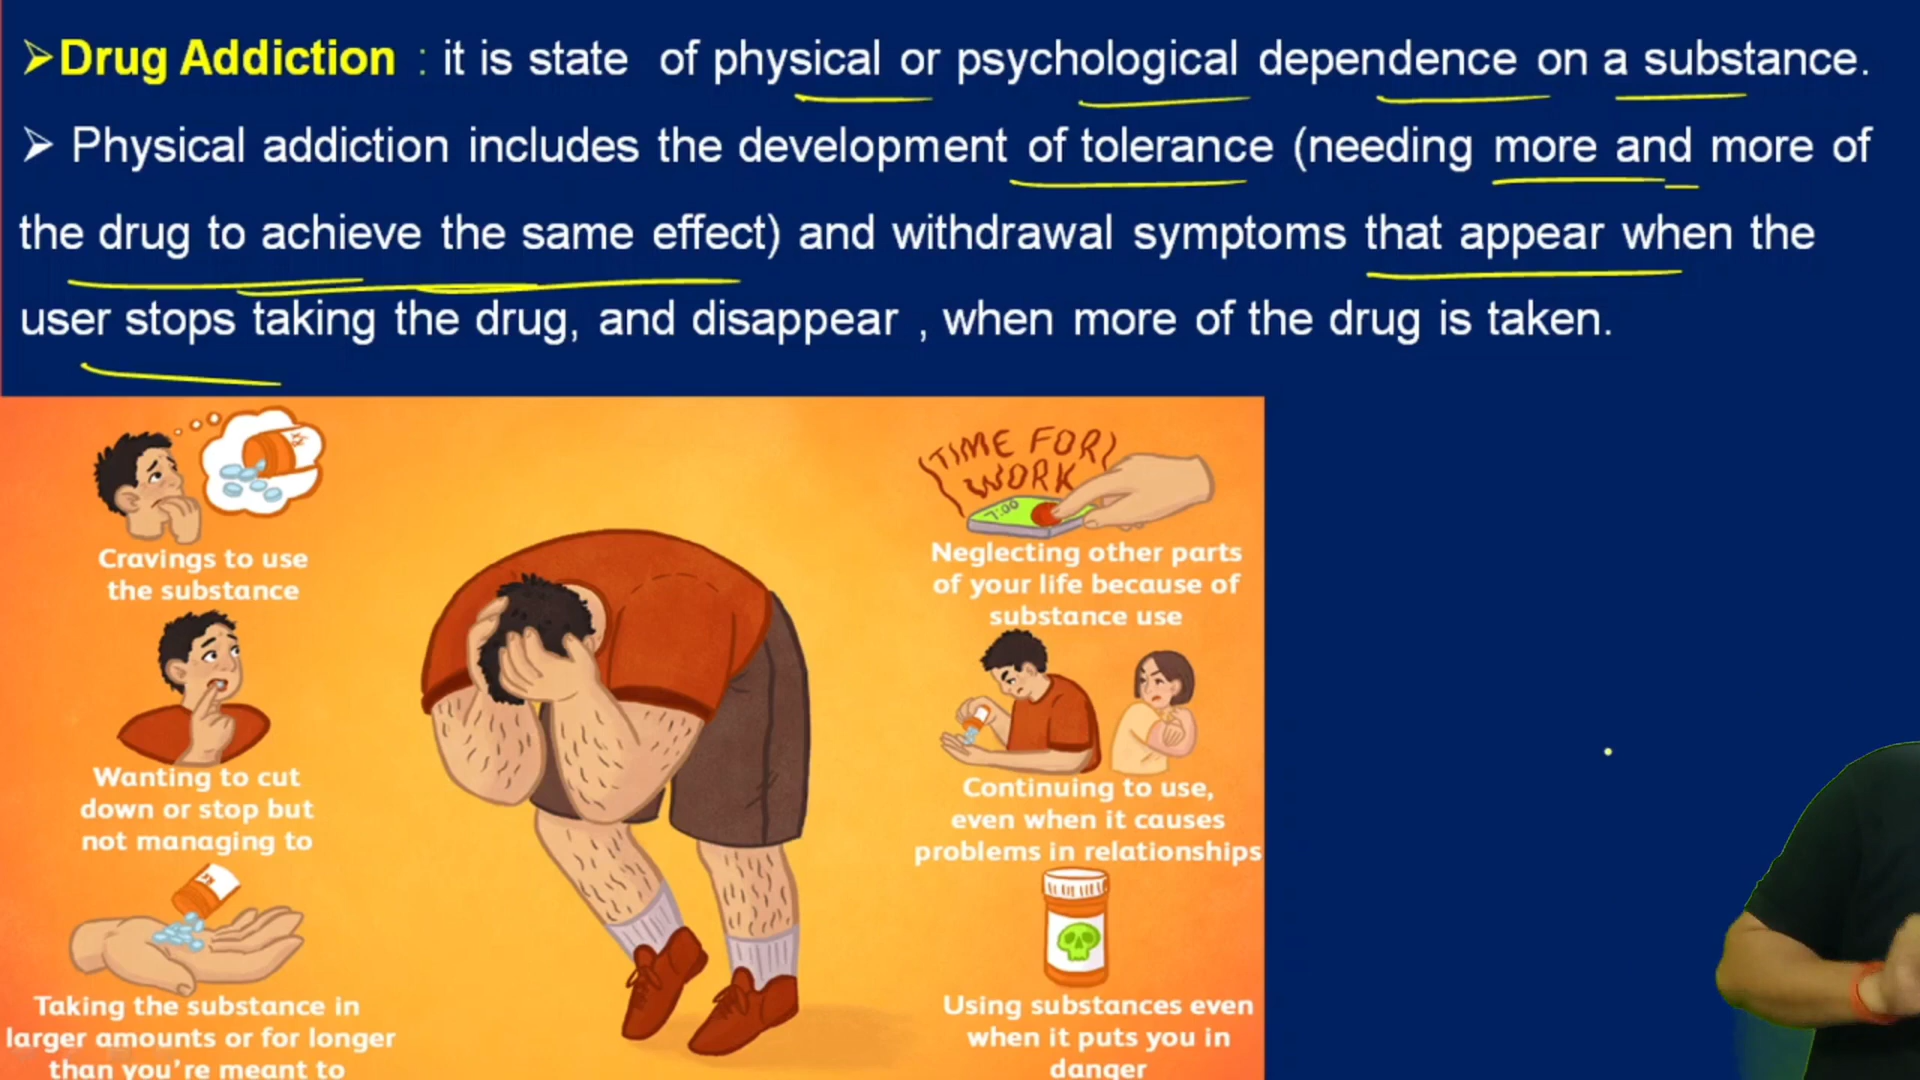 ➢Drug Addiction : it is state of physical or psychological dependence on a substance.
➢ Physical addiction includes the development of tolerance (needing more and more of
the drug to achieve the same effect) and withdrawal symptoms that appear when the
user stops taking the drug, and disappear , when more of the drug is taken.
Cravings to use
the substance
Wanting to cut
down or stop but
not managing to
Taking the substance in
larger amounts or for longer
than you're meant to
TIME FOR
WORK
7:00
Neglecting other parts
of your life because of
substance use
Continuing to use,
even when it causes
problems in relationships
Using substances even
when it puts you in
danger